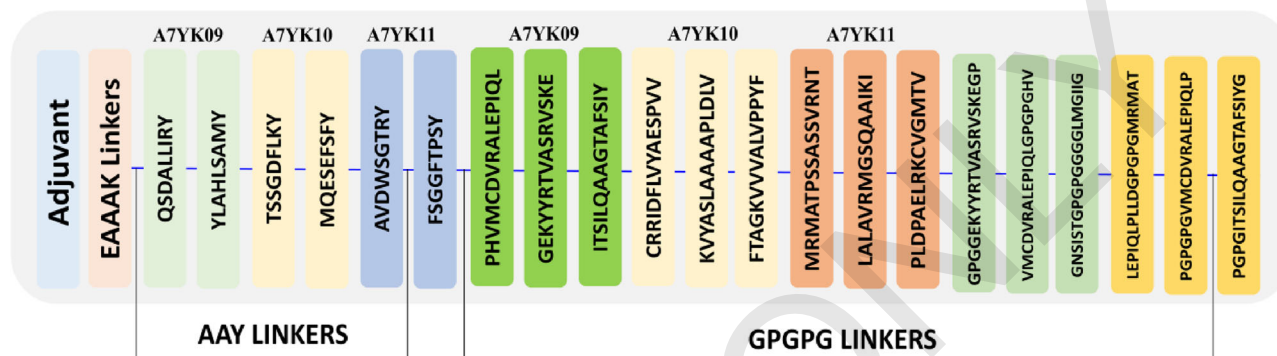 A7YK09
A7YK10
A7YK11
A7YK09
A7YK10
A7YK11
Adjuvant
EAAAK Linkers
QSDALLIRY
YLAHLSAMY
TSSGDFLKY
MQESEFSFY
AVDWSGTRY
FSGGFTPSY
PHVMCDVRALEPIQL
GEKYYRTVASRVSKE
ITSILQAAGTAFSIY
CRRIDFLVYAESPVV
KVYASLAAAAPLDLV
FTAGKVVVALVPPYF
MRMATPSSASSVRNT
LALAVRMGSQAAIKI
PLDPAELRKCVGMTV
GPGGEKYYRTVASRVSKEGP
VMCDVRALEPIQLGPGPGHV
GNSISTGPGPGGGGLMGIIG
LEPIQLPLLDGPGPGMRMAT
PGPGPGVMCDVRALEPIQLP
PGPGITSILQAAGTAFSIYG
AAY LINKERS
GPGPG LINKERS